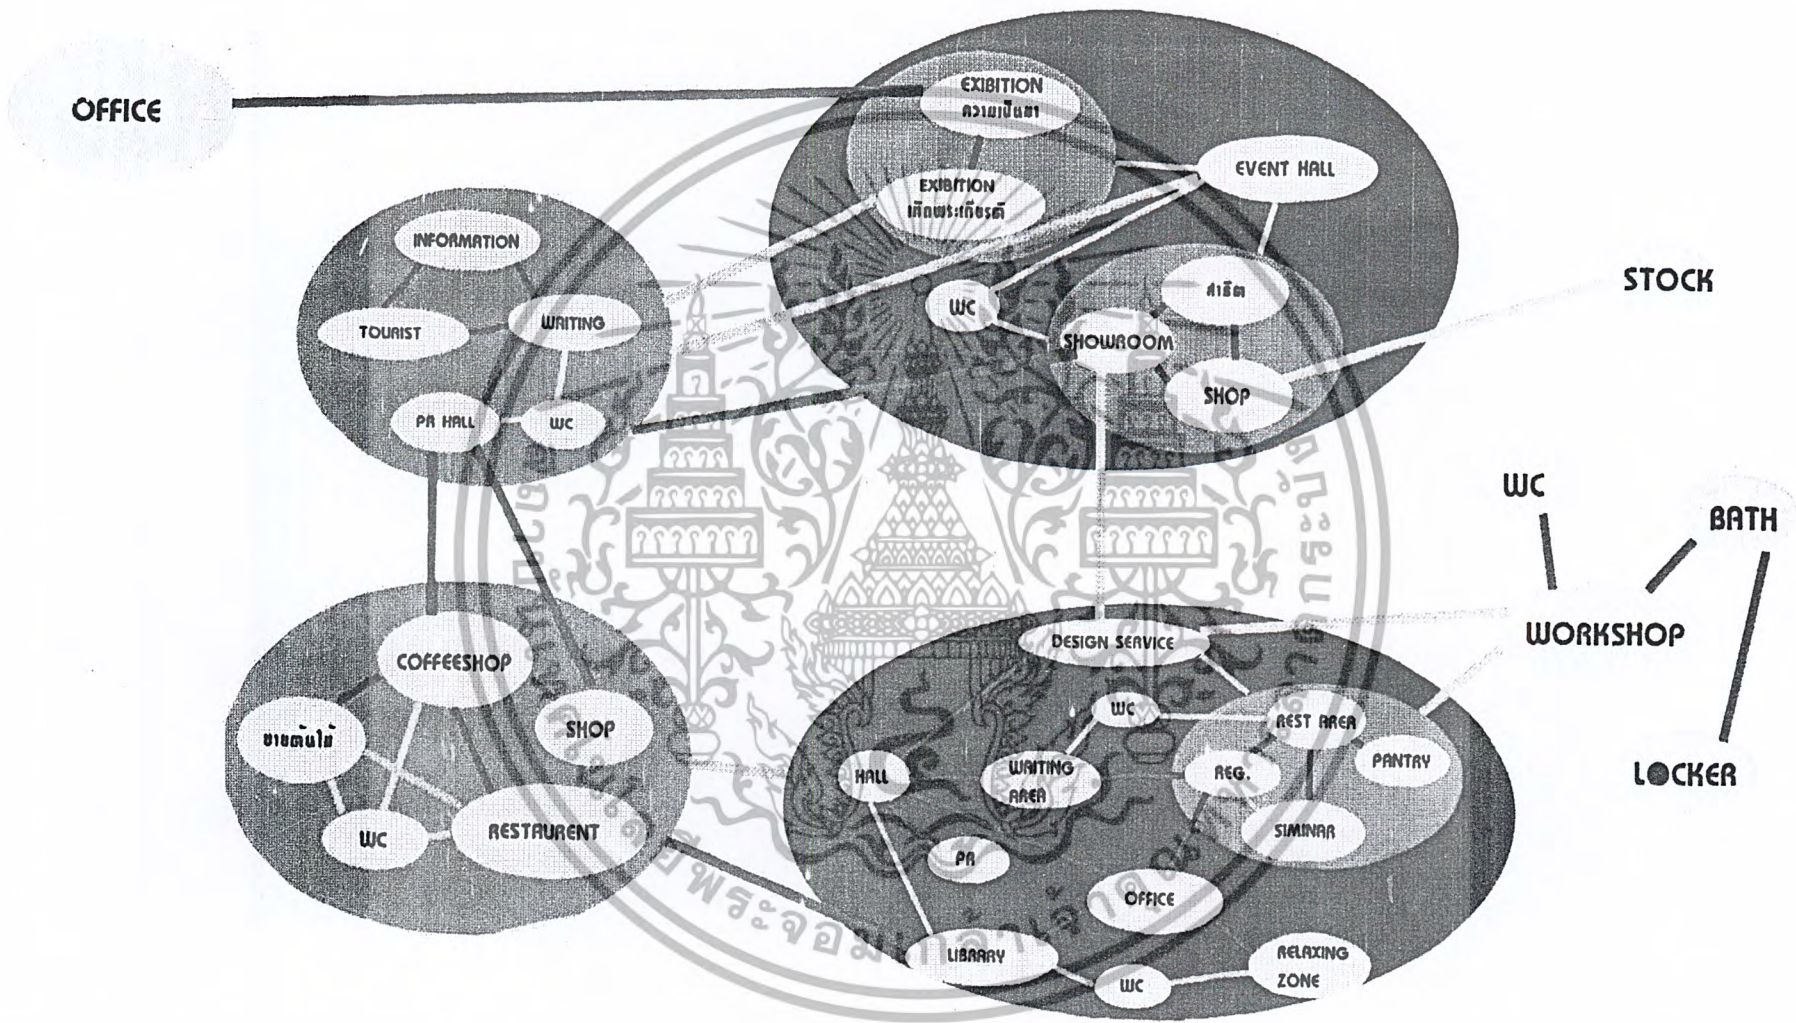 OFFICE
EXIBITION
ความเป็นมา
EVENT HALL
EXIBITION
เทิดพระเกียรติ
INFORMATION
STOCK
สาธิต
WC
TOURIST
WAITING
SHOWROOM
SHOP
PR HALL
WC
WC
BATH
WORKSHOP
DESIGN SERVICE
COFFEESHOP
WC
REST AREA
SHOP
ขายต้นไม้
PANTRY
HALL
WAITING
AREA
REG.
LOCKER
WC
RESTAURENT
SIMINAR
PR
OFFICE
LIBRARY
WC
RELAXING
ZONE